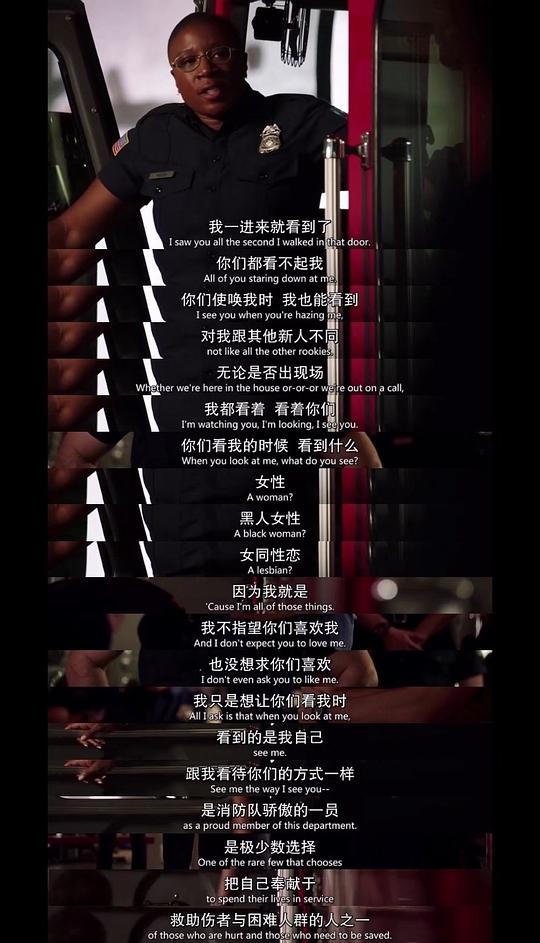 我一进来就看到了
I saw you all the second I walked in that door.
你们都看不起我
All of you staring down at me.
你们使唤我时 我也能看到
I see you when you're hazing me,
对我跟其他新人不同
not like all the other rookies.
无论是否出现场
Whether we're here in the house or-or-or we're out on a call,
我都看着 看着你们
I'm watching you, I'm looking, I see you.
你们看我的时候 看到什么
When you look at me, what do you see?
女性
A woman?
黑人女性
A black woman?
女同性恋
A lesbian?
因为我就是
'Cause I'm all of those things.
我不指望你们喜欢我
And I don't expect you to love me.
也没想求你们喜欢
I don't even ask you to like me.
我只是想让你们看我时
All I ask is that when you look at me,
看到的是我自己
see me.
跟我看待你们的方式一样
See me the way I see you--
是消防队骄傲的一员
as a proud member of this department.
是极少数选择
One of the rare few that chooses
把自己奉献于
to spend their lives in service
救助伤者与困难人群的人之一
of those who are hurt and those who need to be saved.